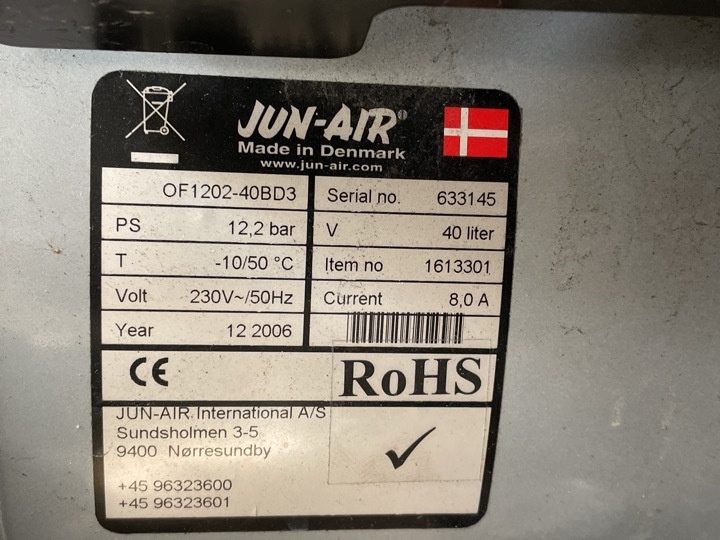 JUN-AIR®
Made in Denmark
www.jun-air.com
OF1202-40BD3
Serial no. 633145
PS 12,2 bar
V 40 liter
T -10/50 °C
Item no 1613301
Volt 230V~/50Hz
Current 8,0 A
Year 12 2006
CE
RoHS
JUN-AIR International A/S
Sundsholmen 3-5
9400 Nørresundby
+45 96323600
+45 96323601